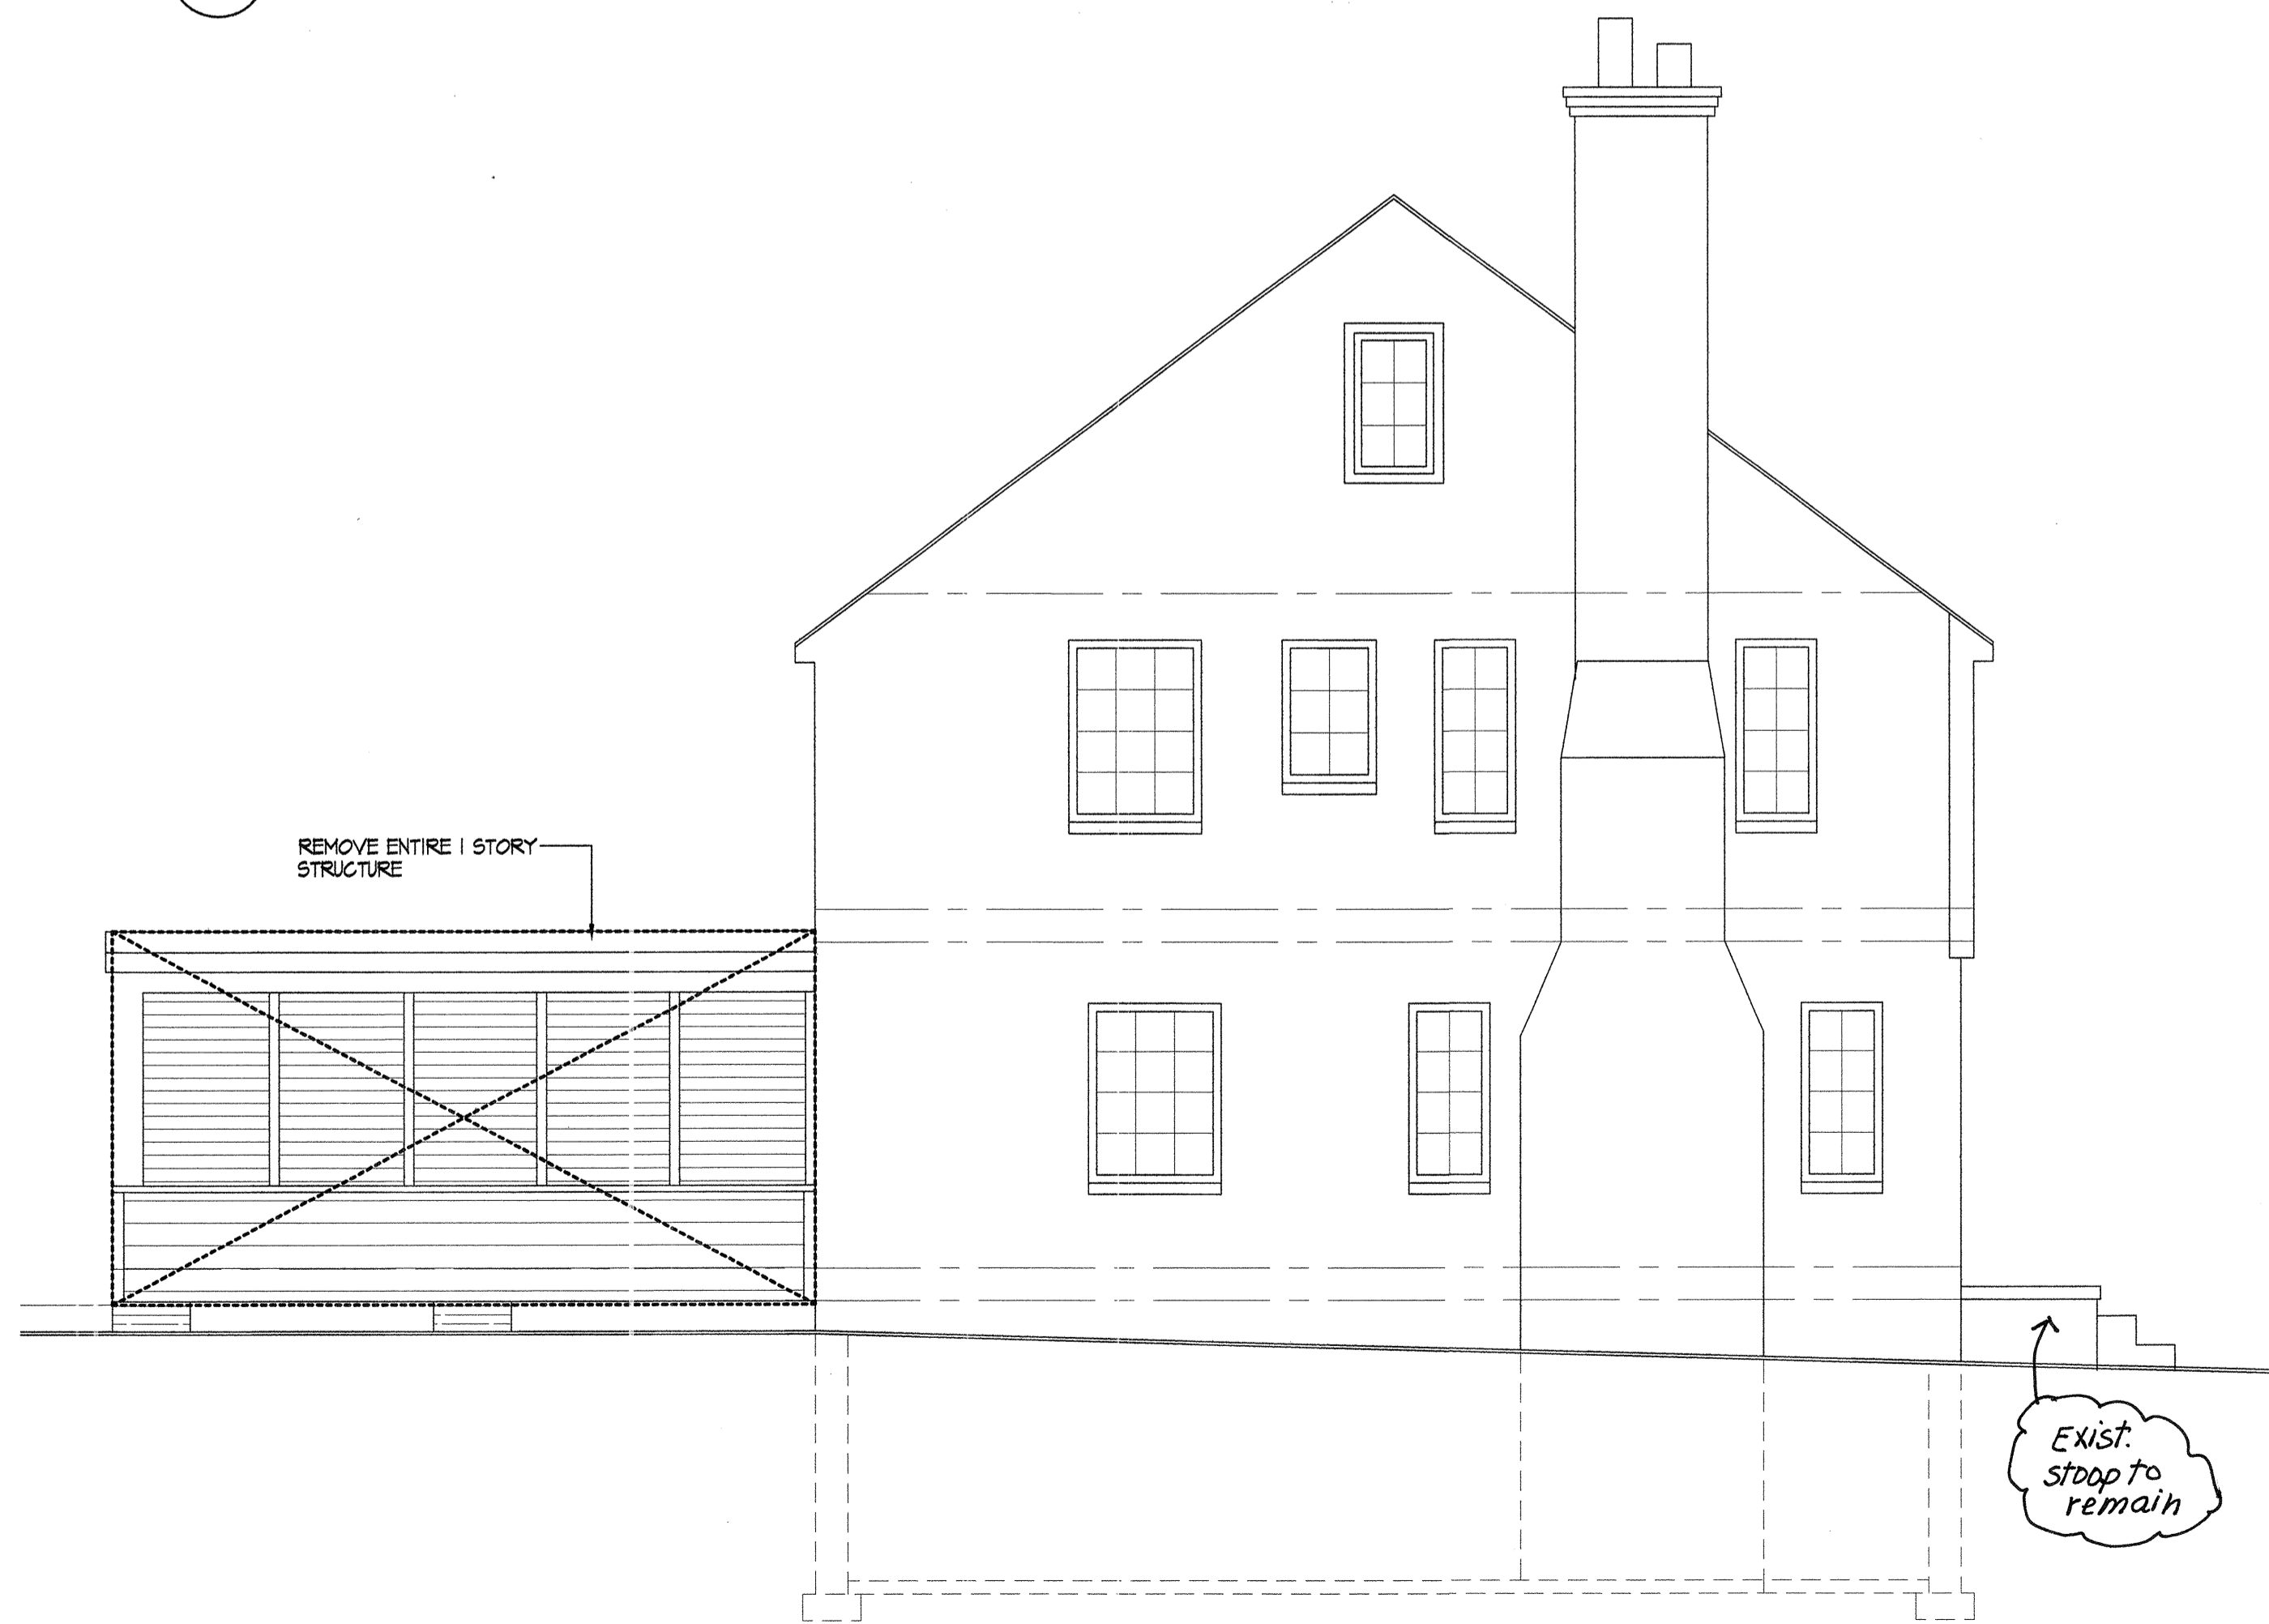 REMOVE ENTIRE 1 STORY
STRUCTURE
Exist.
stoop to
remain